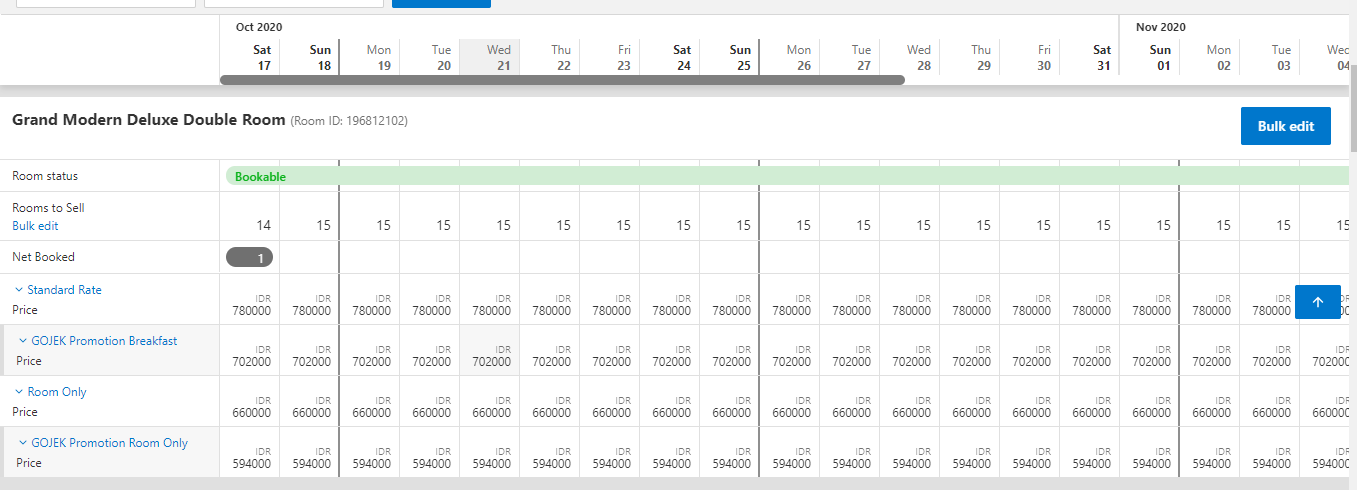 Oct 2020 Nov 2020
Sat Sun Mon Tue Wed Thu Fri Sat Sun Mon Tue Wed Thu Fri Sat Sun Mon Tue Wed
17 18 19 20 21 22 23 24 25 26 27 28 29 30 31 01 02 03 04
Grand Modern Deluxe Double Room (Room ID: 196812102)
Bulk edit
Room status Bookable
Rooms to Sell
Bulk edit 14 15 15 15 15 15 15 15 15 15 15 15 15 15 15 15 15 15 15
Net Booked 1
Standard Rate
IDR IDR IDR IDR IDR IDR IDR IDR IDR IDR IDR IDR IDR IDR IDR IDR IDR IDR
Price 780000 780000 780000 780000 780000 780000 780000 780000 780000 780000 780000 780000 780000 780000 780000 780000 780000 780000
GOJEK Promotion Breakfast
IDR IDR IDR IDR IDR IDR IDR IDR IDR IDR IDR IDR IDR IDR IDR IDR IDR IDR IDR
Price 702000 702000 702000 702000 702000 702000 702000 702000 702000 702000 702000 702000 702000 702000 702000 702000 702000 702000 702000
Room Only
IDR IDR IDR IDR IDR IDR IDR IDR IDR IDR IDR IDR IDR IDR IDR IDR IDR IDR IDR
Price 660000 660000 660000 660000 660000 660000 660000 660000 660000 660000 660000 660000 660000 660000 660000 660000 660000 660000 660000
GOJEK Promotion Room Only
IDR IDR IDR IDR IDR IDR IDR IDR IDR IDR IDR IDR IDR IDR IDR IDR IDR IDR IDR
Price 594000 594000 594000 594000 594000 594000 594000 594000 594000 594000 594000 594000 594000 594000 594000 594000 594000 594000 594000